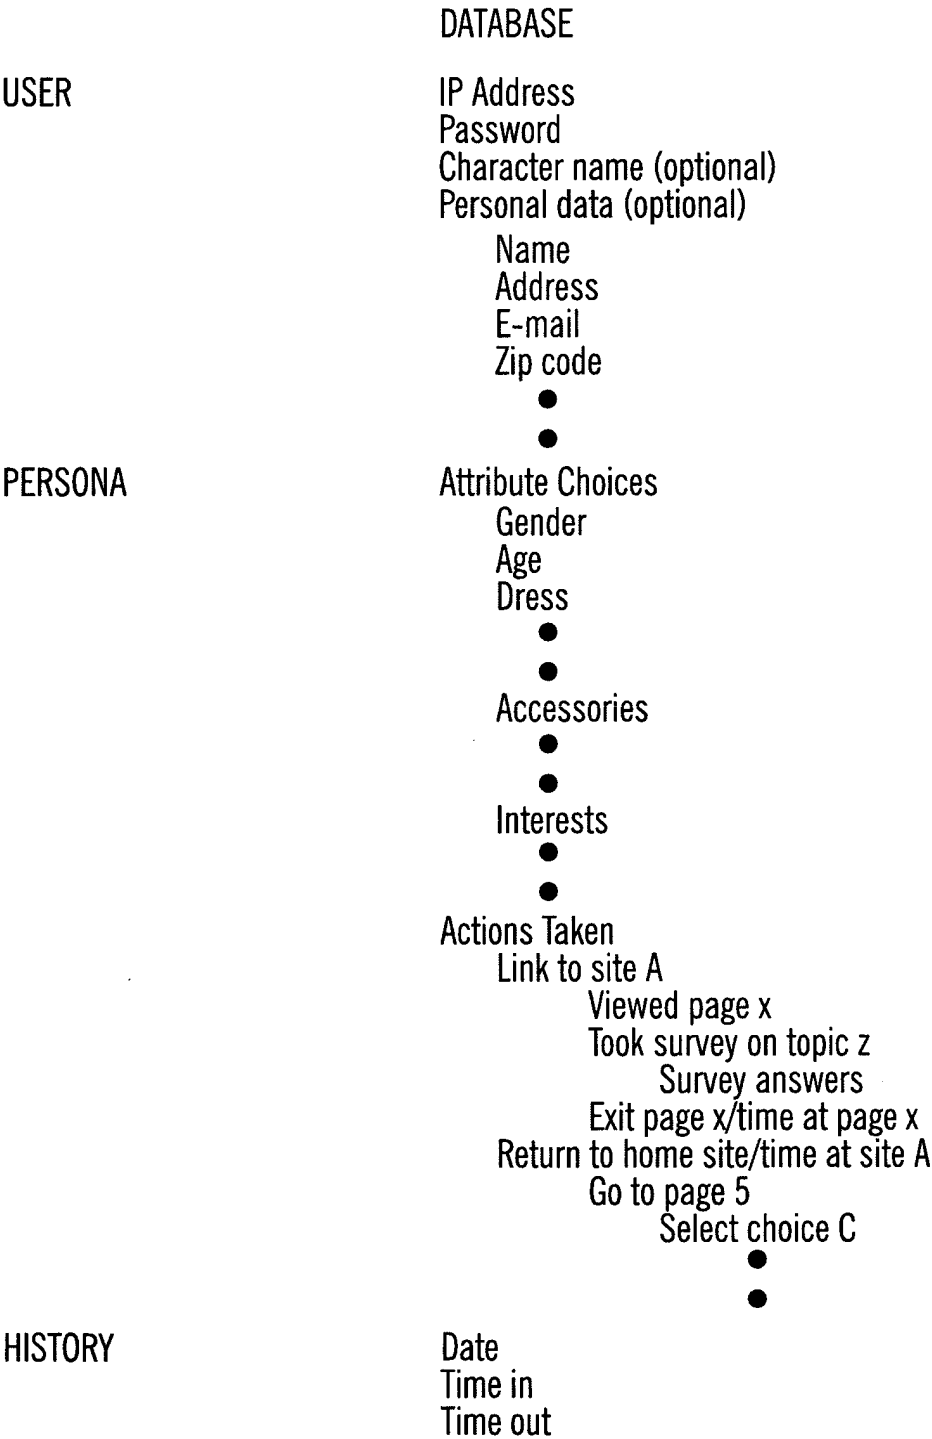 DATABASE
USER IP Address
Password
Character name (optional)
Personal data (optional)
Name
Address
E-mail
Zip code
PERSONA Attribute Choices
Gender
Age
Dress
Accessories
Interests
Actions Taken
Link to site A
Viewed page x
Took survey on topic z
Survey answers
Exit page x/time at page x
Return to home site/time at site A
Go to page 5
Select choice C
HISTORY Date
Time in
Time out